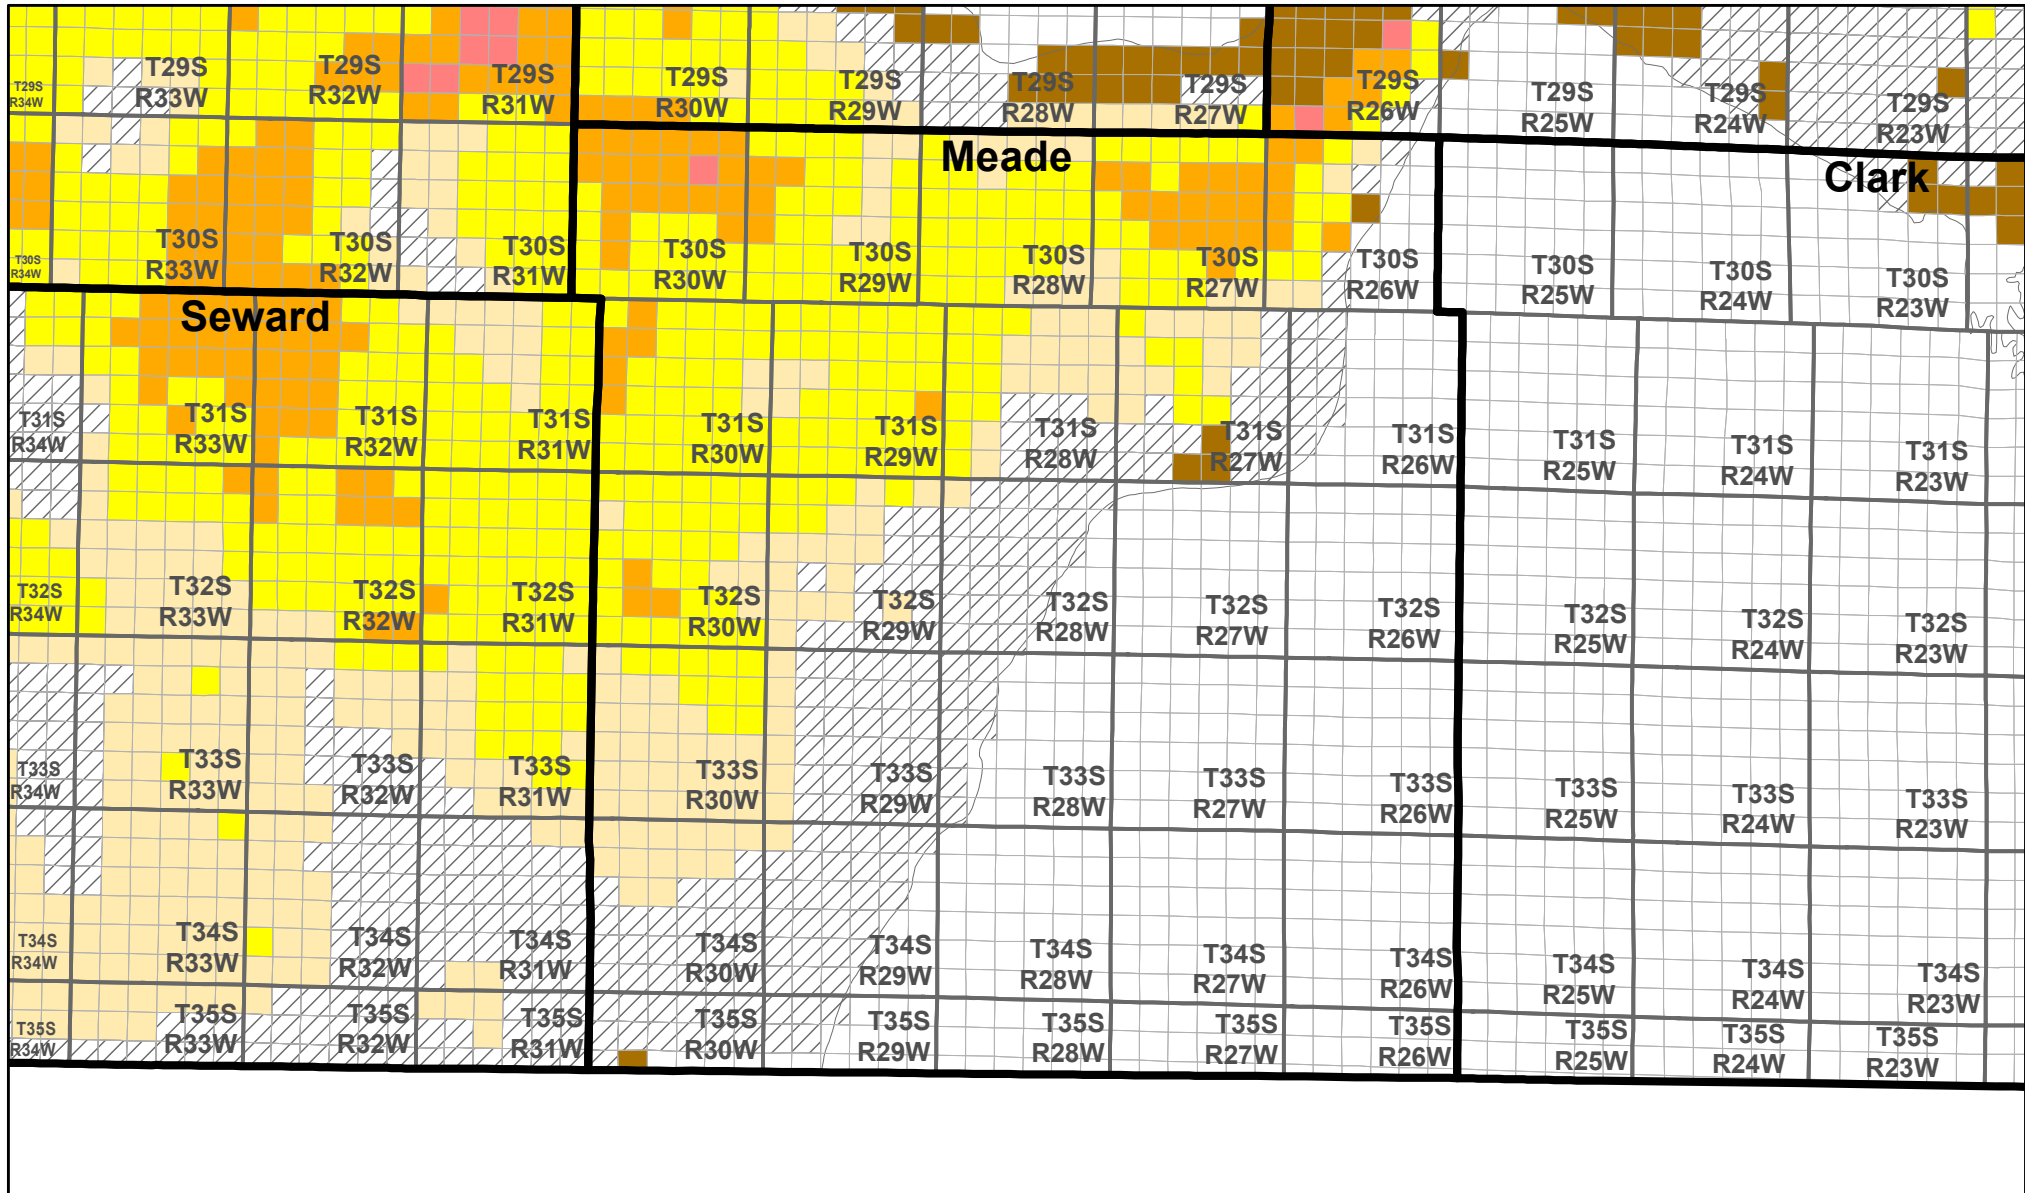 T29S
R34W
T29S
R33W
T29S
R32W
T29S
R31W
T29S
R30W
T29S
R29W
T29S
R28W
T29S
R27W
T29S
R26W
T29S
R25W
T29S
R24W
T29S
R23W
Meade
Clark
T30S
R34W
T30S
R33W
T30S
R32W
T30S
R31W
T30S
R30W
T30S
R29W
T30S
R28W
T30S
R27W
T30S
R26W
T30S
R25W
T30S
R24W
T30S
R23W
Seward
T31S
R34W
T31S
R33W
T31S
R32W
T31S
R31W
T31S
R30W
T31S
R29W
T31S
R28W
T31S
R27W
T31S
R26W
T31S
R25W
T31S
R24W
T31S
R23W
T32S
R34W
T32S
R33W
T32S
R32W
T32S
R31W
T32S
R30W
T32S
R29W
T32S
R28W
T32S
R27W
T32S
R26W
T32S
R25W
T32S
R24W
T32S
R23W
T33S
R34W
T33S
R33W
T33S
R32W
T33S
R31W
T33S
R30W
T33S
R29W
T33S
R28W
T33S
R27W
T33S
R26W
T33S
R25W
T33S
R24W
T33S
R23W
T34S
R34W
T34S
R33W
T34S
R32W
T34S
R31W
T34S
R30W
T34S
R29W
T34S
R28W
T34S
R27W
T34S
R26W
T34S
R25W
T34S
R24W
T34S
R23W
T35S
R34W
T35S
R33W
T35S
R32W
T35S
R31W
T35S
R30W
T35S
R29W
T35S
R28W
T35S
R27W
T35S
R26W
T35S
R25W
T35S
R24W
T35S
R23W